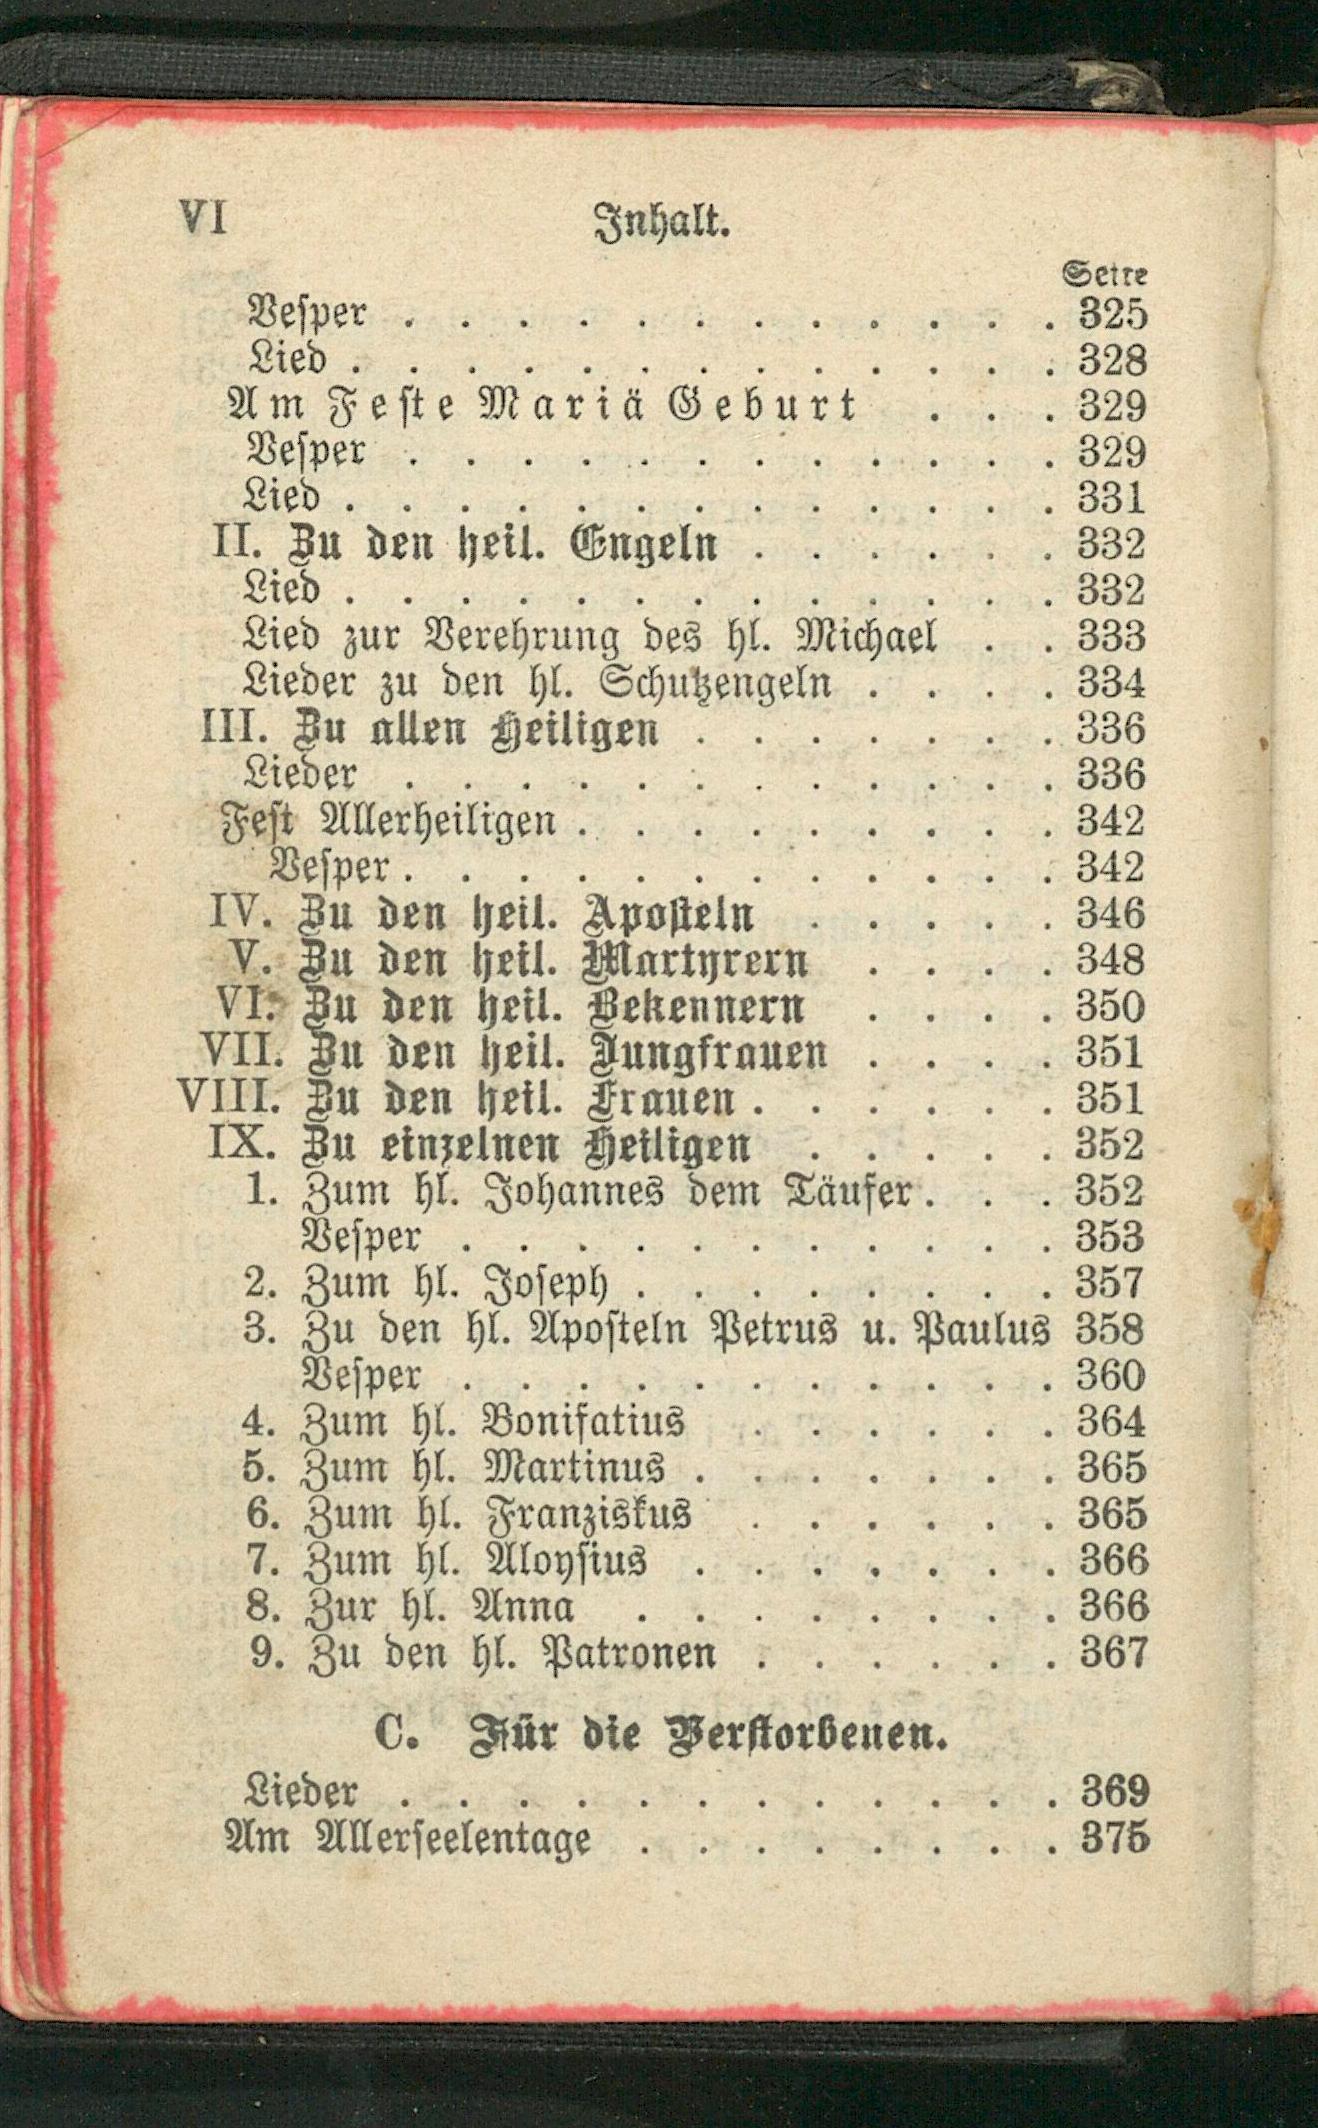 VI Inhalt.
Seite
Vesper . . . . . . . . . . . . 325
Lied . . . . . . . . . . . . . 328
Am Feste Mariä Geburt . . . 329
Vesper . . . . . . . . . . . . 329
Lied . . . . . . . . . . . . . 331
II. Zu den heil. Engeln . . . . . . 332
Lied . . . . . . . . . . . . . 332
Lied zur Verehrung des hl. Michael . . 333
Lieder zu den hl. Schutzengeln . . . . 334
III. Zu allen Heiligen . . . . . . . 336
Lieder . . . . . . . . . . . . 336
Fest Allerheiligen . . . . . . . . . 342
Vesper . . . . . . . . . . . . 342
IV. Zu den heil. Aposteln . . . . . 346
V. Zu den heil. Martyrern . . . . 348
VI. Zu den heil. Bekennern . . . . 350
VII. Zu den heil. Jungfrauen . . . . 351
VIII. Zu den heil. Frauen . . . . . . 351
IX. Zu einzelnen Heiligen . . . . . 352
1. Zum hl. Johannes dem Täufer . . . 352
Vesper . . . . . . . . . . . 353
2. Zum hl. Joseph . . . . . . . . 357
3. Zu den hl. Aposteln Petrus u. Paulus 358
Vesper . . . . . . . . . . . 360
4. Zum hl. Bonifatius . . . . . . 364
5. Zum hl. Martinus . . . . . . . 365
6. Zum hl. Franziskus . . . . . . 365
7. Zum hl. Aloysius . . . . . . . 366
8. Zur hl. Anna . . . . . . . . 366
9. Zu den hl. Patronen . . . . . . 367
C. Für die Verstorbenen.
Lieder . . . . . . . . . . . . 369
Am Allerseelentage . . . . . . . . 375